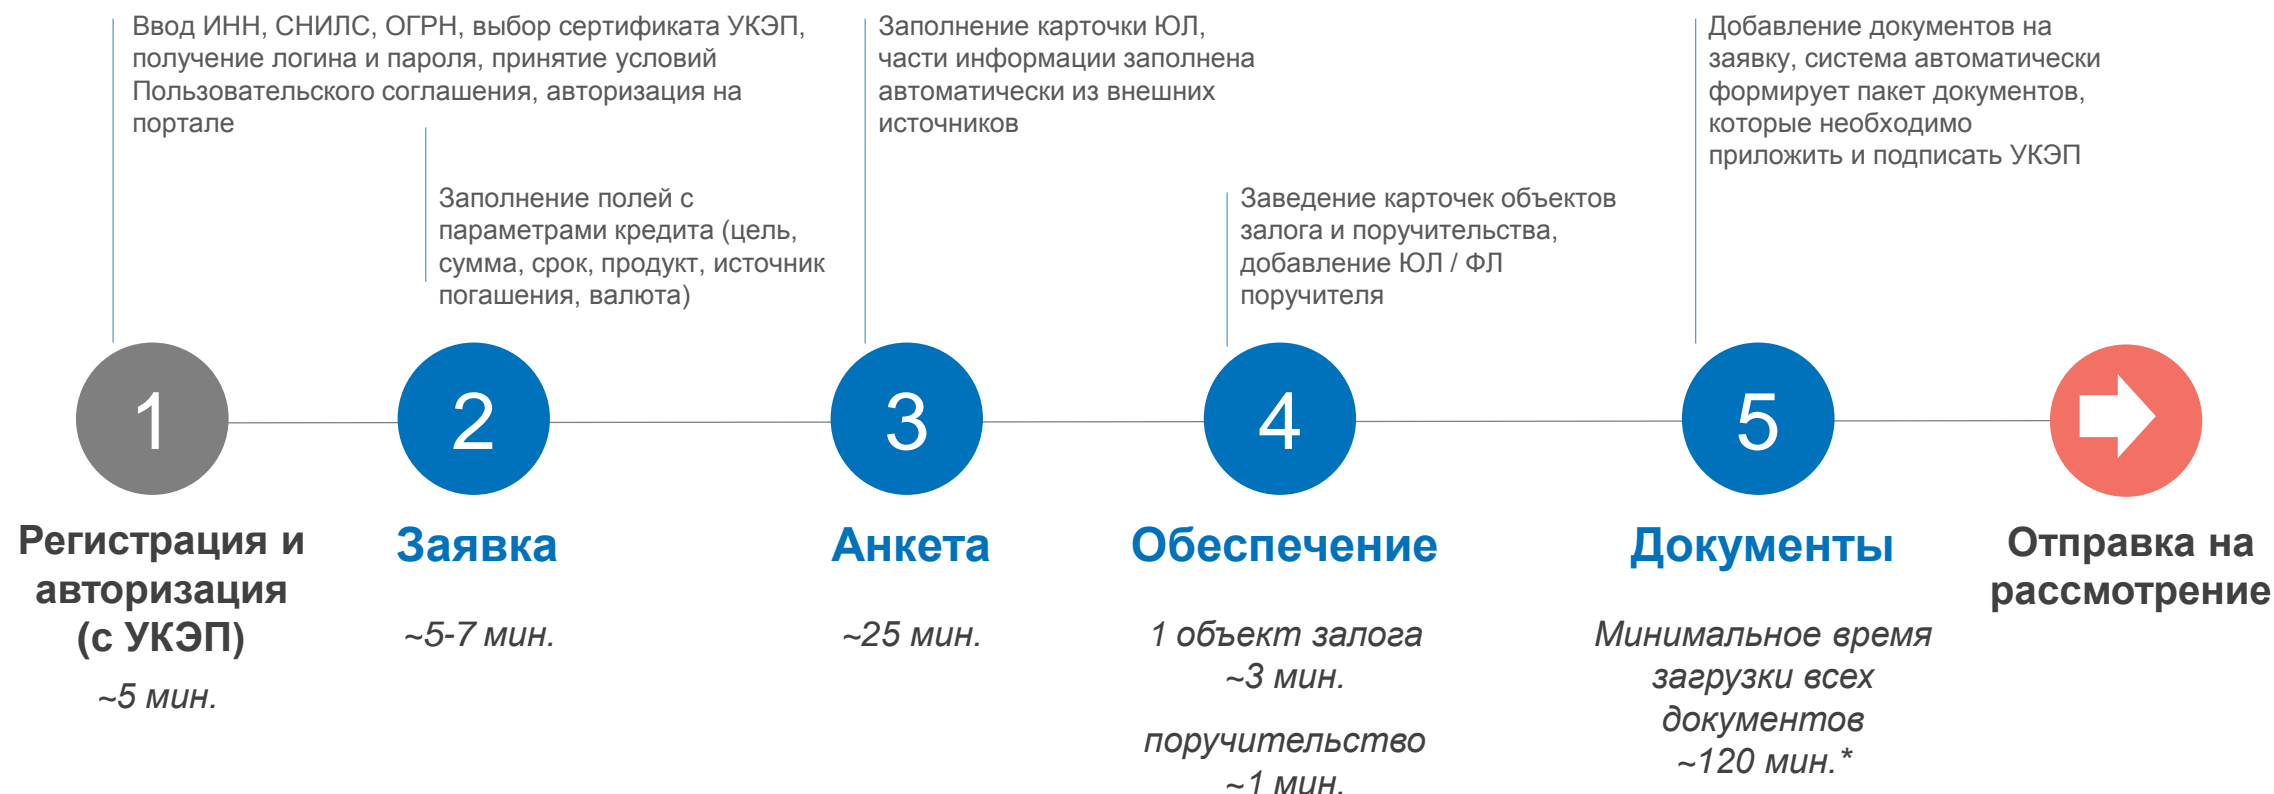 Ввод ИНН, СНИЛС, ОГРН, выбор сертификата УКЭП,
получение логина и пароля, принятие условий
Пользовательского соглашения, авторизация на
портале
Заполнение полей с
параметрами кредита (цель,
сумма, срок, продукт, источник
погашения, валюта)
Заполнение карточки ЮЛ,
части информации заполнена
автоматически из внешних
источников
Заведение карточек объектов
залога и поручительства,
добавление ЮЛ / ФЛ
поручителя
Добавление документов на
заявку, система автоматически
формирует пакет документов,
которые необходимо
приложить и подписать УКЭП
1
2
3
4
5
Регистрация и
авторизация
(с УКЭП)
~5 мин.
Заявка
~5-7 мин.
Анкета
~25 мин.
Обеспечение
1 объект залога
~3 мин.
поручительство
~1 мин.
Документы
Минимальное время
загрузки всех
документов
~120 мин.*
Отправка на
рассмотрение